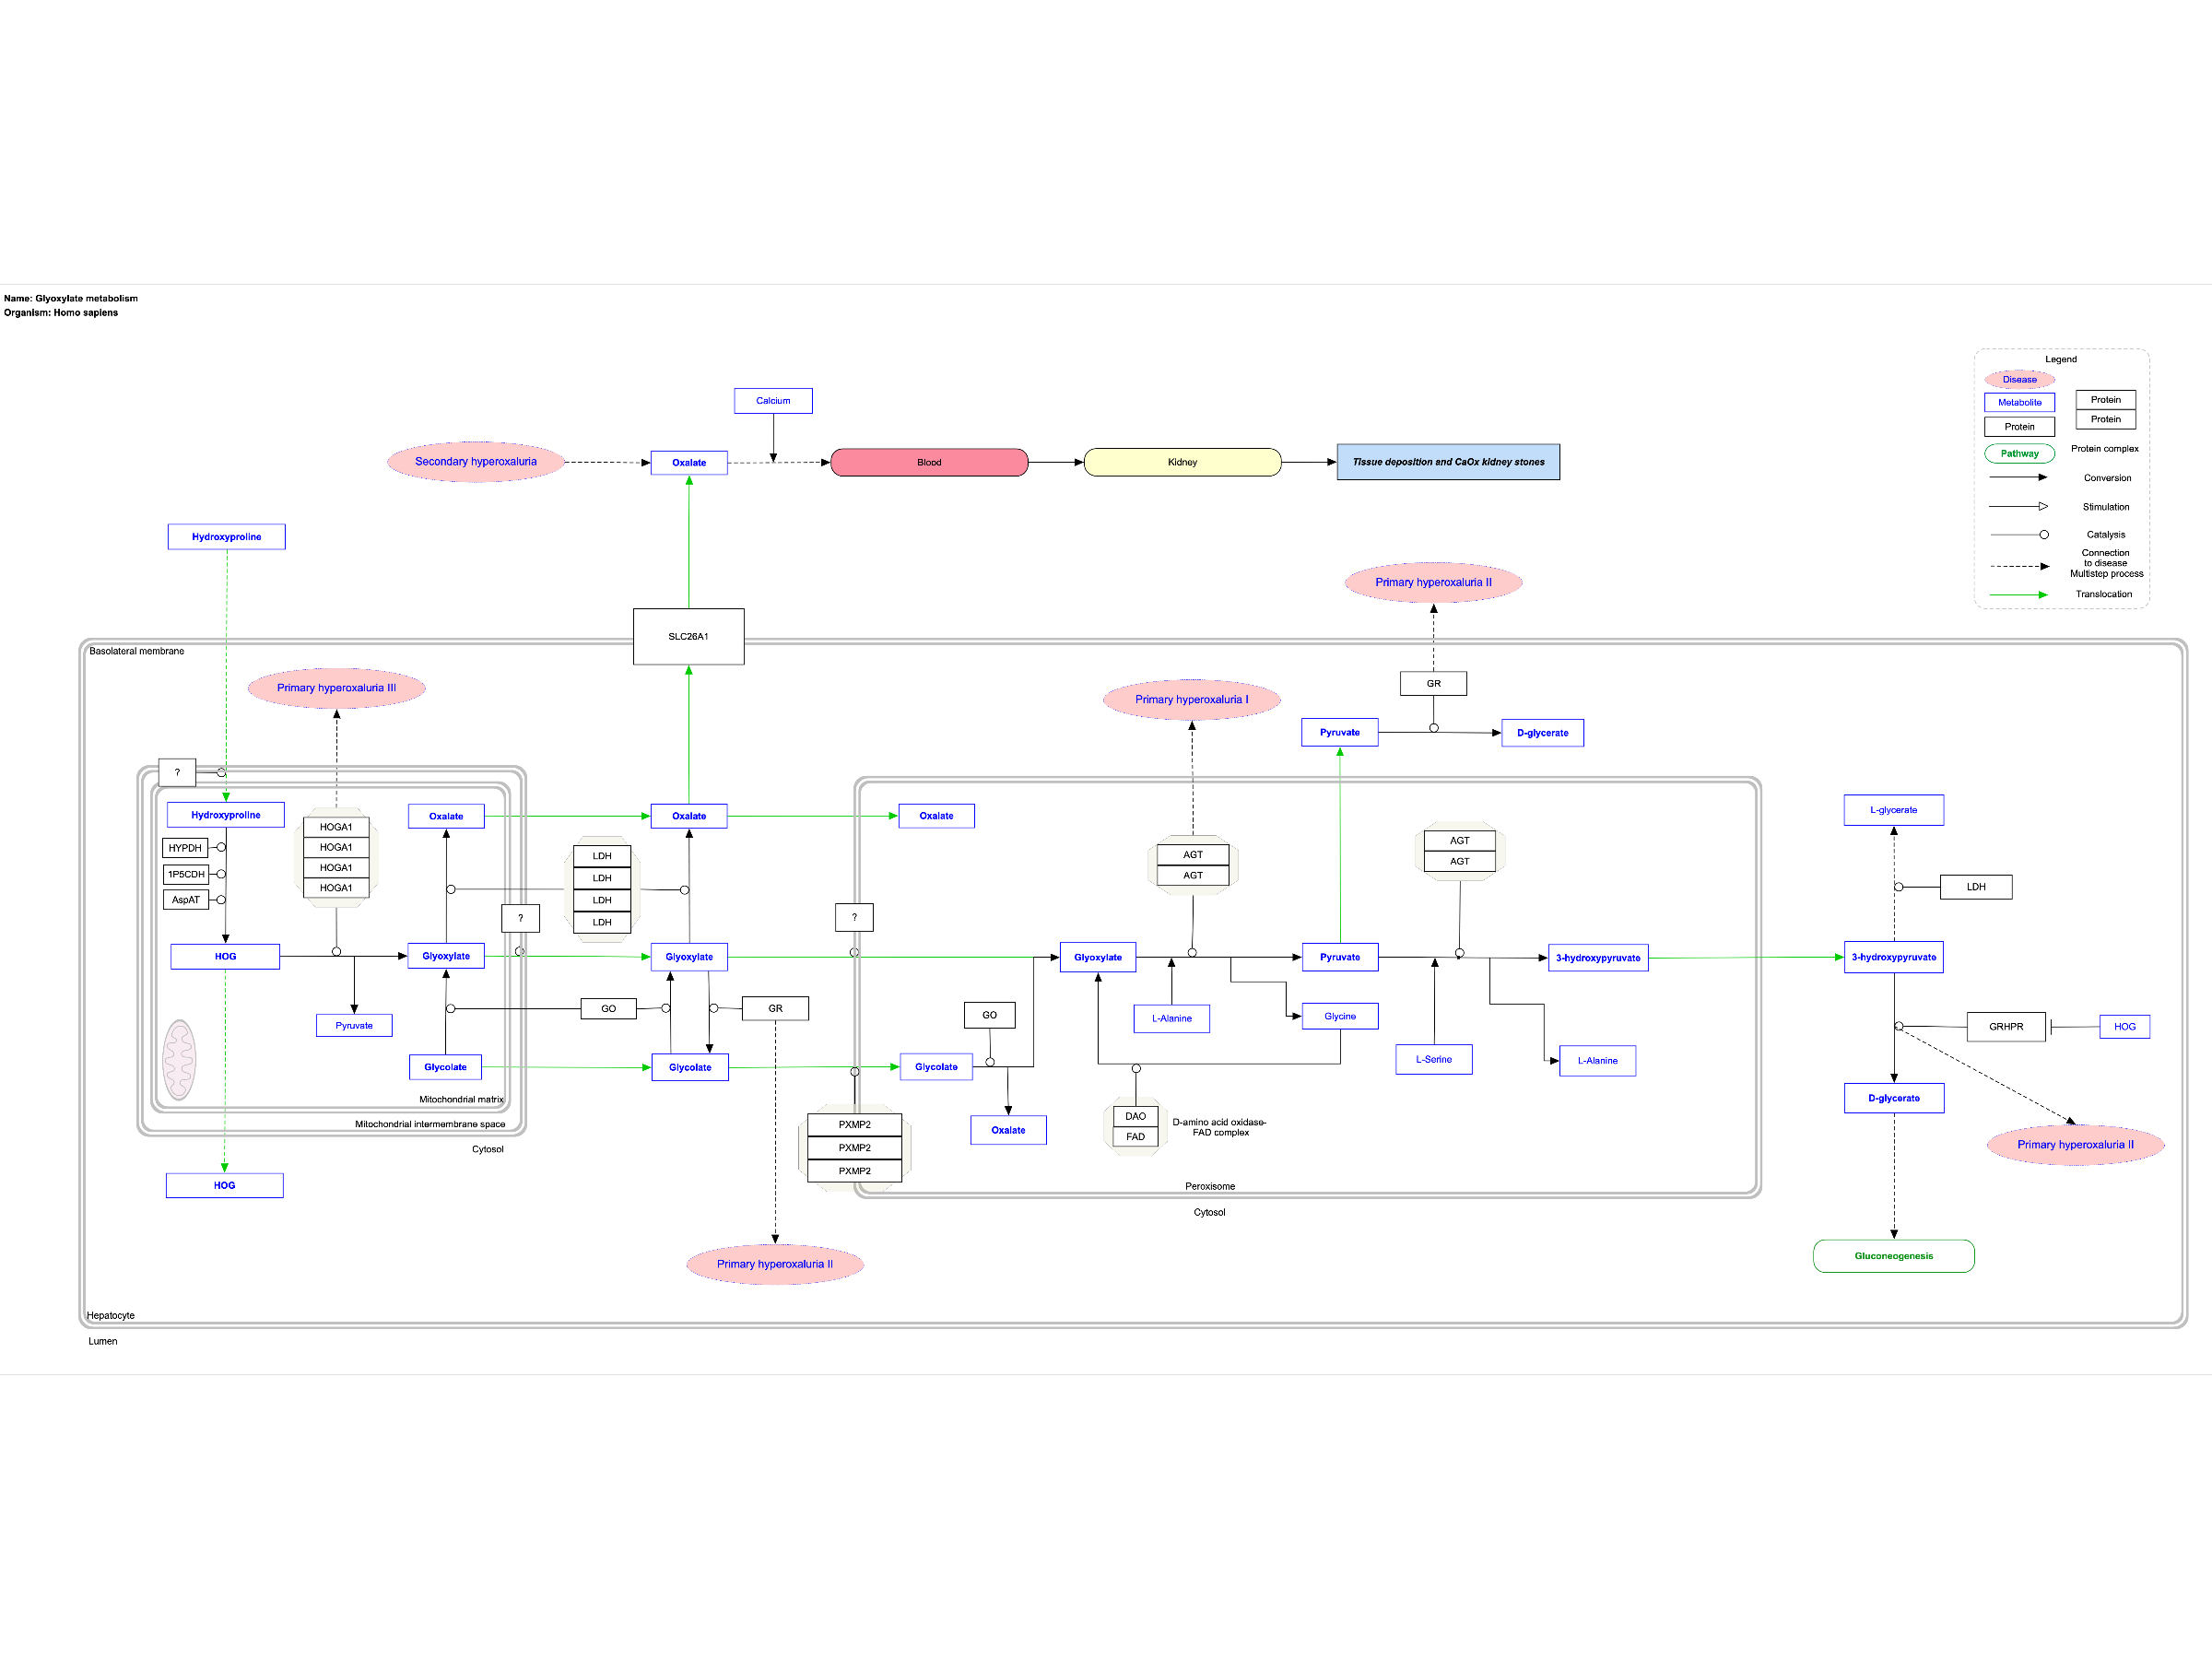 Name: Glyoxylate metabolism
Organism: Homo sapiens
Legend
Disease
Metabolite
Protein
Pathway
Protein
Protein
Protein complex
Conversion
Stimulation
Catalysis
Connection
to disease
Multistep process
Translocation
Calcium
Secondary hyperoxaluria
Oxalate
Blood
Kidney
Tissue deposition and CaOx kidney stones
Hydroxyproline
Primary hyperoxaluria II
SLC26A1
Basolateral membrane
Primary hyperoxaluria III
Primary hyperoxaluria I
GR
Pyruvate
D-glycerate
?
Hydroxyproline
HYPDH
1P5CDH
AspAT
HOGA1
HOGA1
HOGA1
HOGA1
Oxalate
Oxalate
Oxalate
LDH
LDH
LDH
LDH
?
?
AGT
AGT
AGT
AGT
L-glycerate
LDH
HOG
Glyoxylate
Glyoxylate
Glyoxylate
Pyruvate
3-hydroxypyruvate
3-hydroxypyruvate
Pyruvate
GO
GR
GO
L-Alanine
Glycine
GRHPR
HOG
Glycolate
Glycolate
Glycolate
L-Serine
L-Alanine
Mitochondrial matrix
Mitochondrial intermembrane space
Cytosol
PXMP2
PXMP2
PXMP2
Oxalate
DAO
FAD
D-amino acid oxidase-
FAD complex
D-glycerate
Primary hyperoxaluria II
HOG
Peroxisome
Cytosol
Primary hyperoxaluria II
Gluconeogenesis
Hepatocyte
Lumen